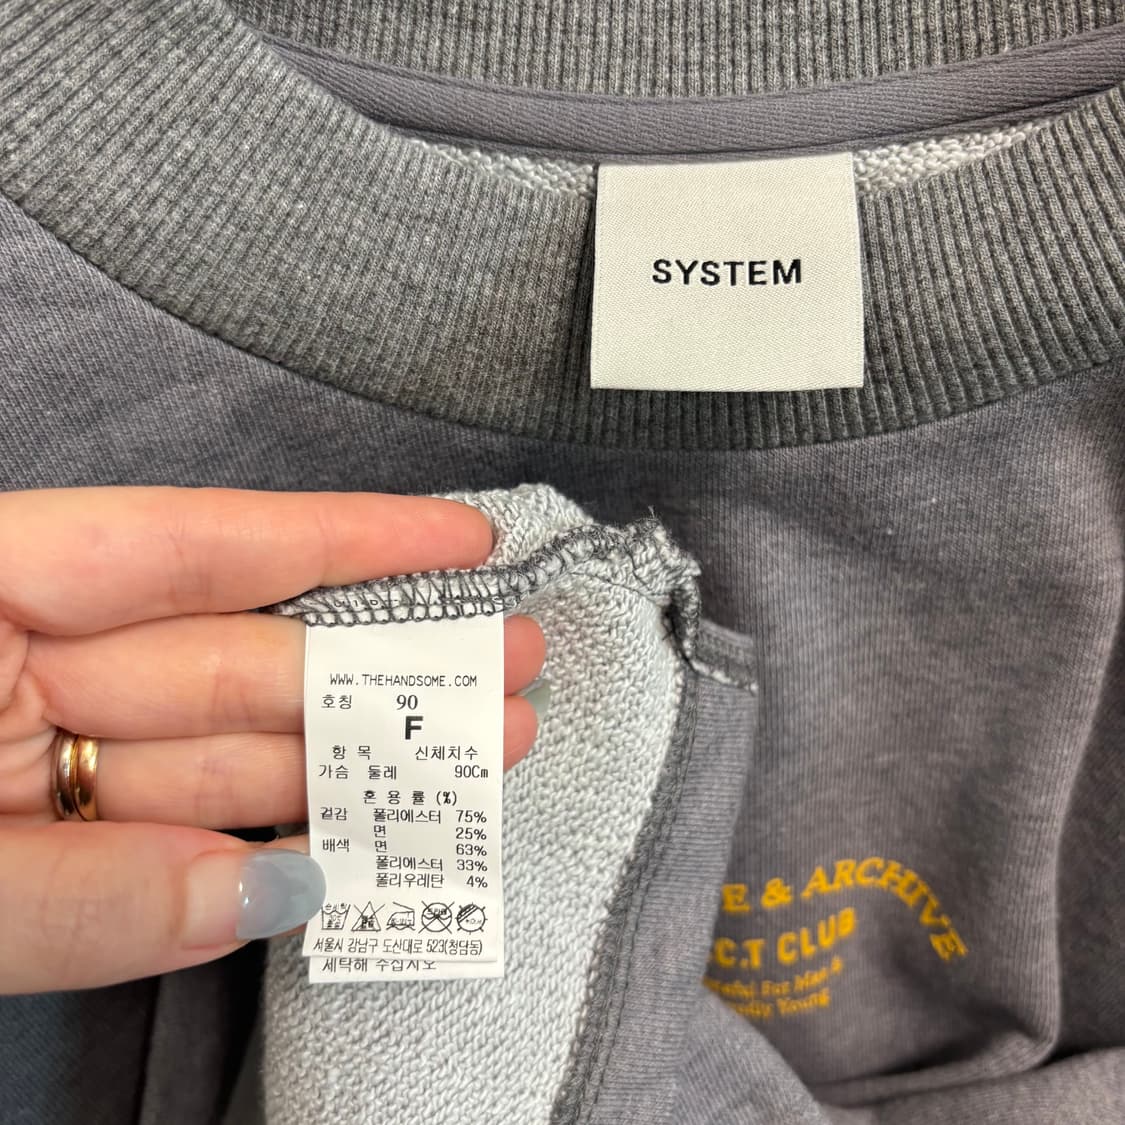 SYSTEM
WWW.THEHANDSOME.COM
호칭 90
F
항 목 신체치수
가슴 둘레 90Cm
혼 용 률 (%)
겉감 폴리에스터 75%
면 25%
배색 면 63%
폴리에스터 33%
폴리우레탄 4%
서울시 강남구 도산대로 523(청담동)
세탁해 주십시오
E & ARCHIVE
.C.T CLUB
For Man &
Young